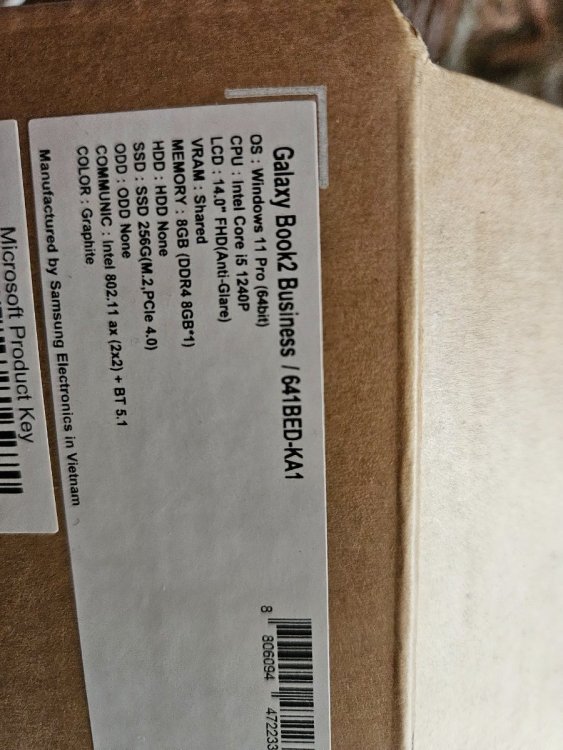 Galaxy Book2 Business / 641BED-KA1
OS : Windows 11 Pro (64bit)
CPU : Intel Core i5 1240P
LCD : 14.0" FHD(Anti-Glare)
VRAM : Shared
MEMORY : 8GB (DDR4 8GB*1)
HDD : HDD None
SSD : SSD 256G(M.2,PCIe 4.0)
ODD : ODD None
COMMUNIC : Intel 802.11 ax (2x2) + BT 5.1
COLOR : Graphite
Manufactured by Samsung Electronics in Vietnam
8 806094 472233
Microsoft Product Key